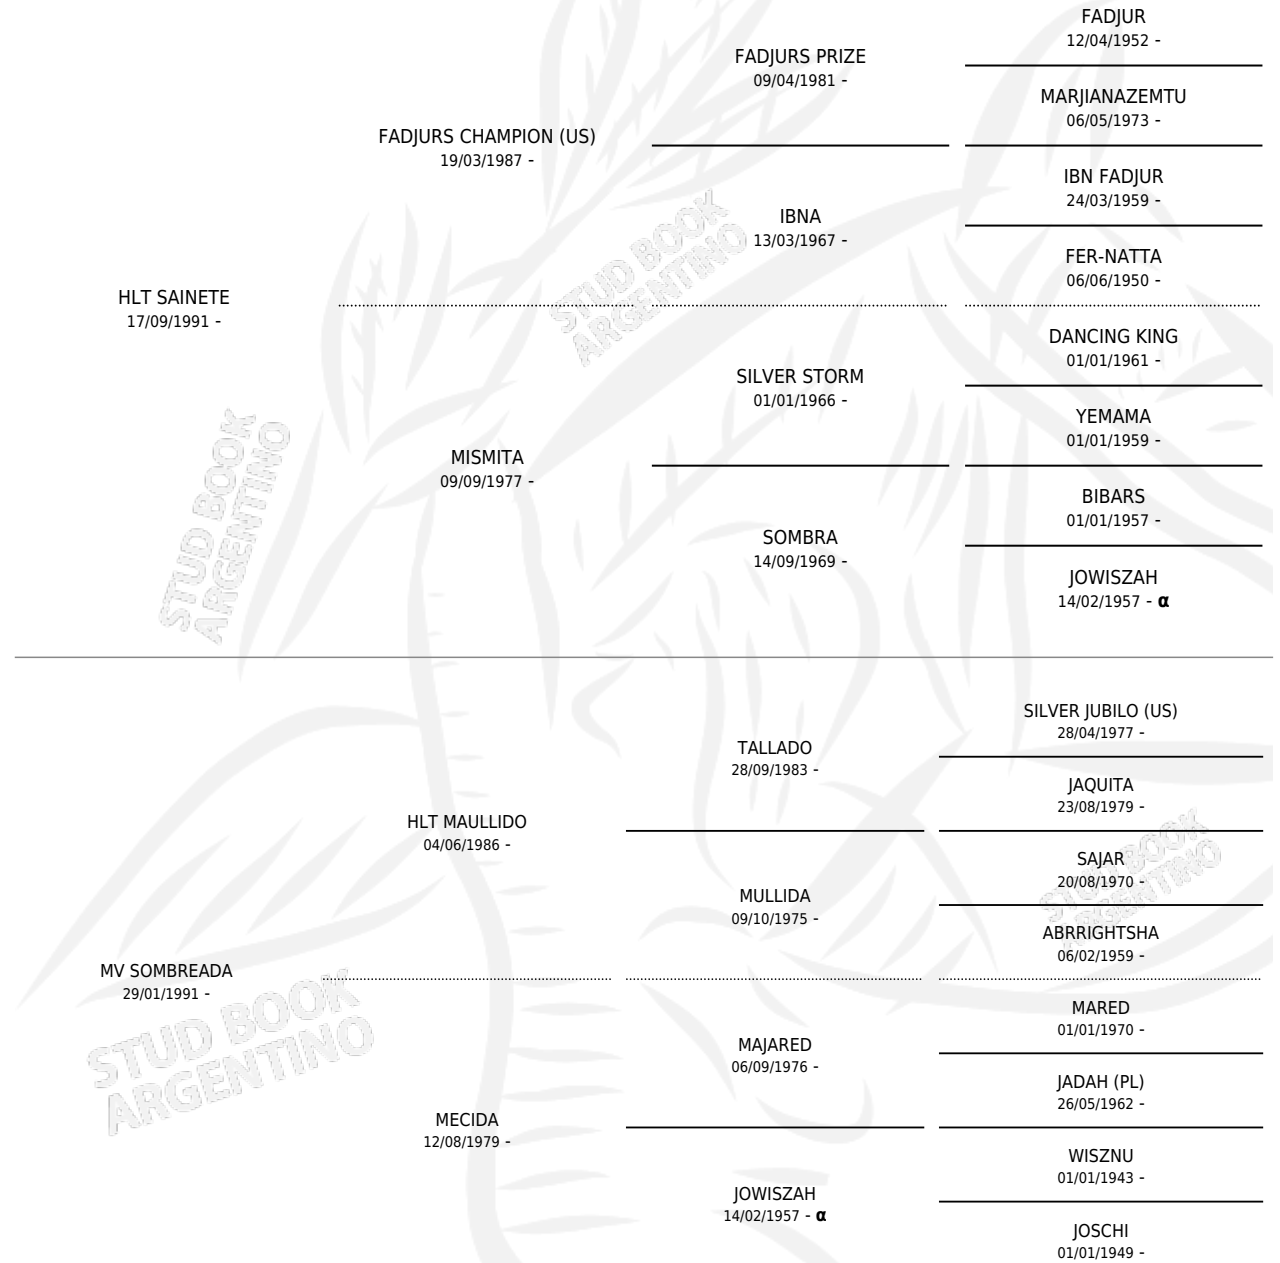 FADJUR
12/04/1952 -
FADJURS PRIZE
09/04/1981 -
MARJIANAZEMTU
06/05/1973 -
FADJURS CHAMPION (US)
19/03/1987 -
IBN FADJUR
24/03/1959 -
IBNA
13/03/1967 -
FER-NATTA
06/06/1950 -
HLT SAINETE
17/09/1991 -
DANCING KING
01/01/1961 -
SILVER STORM
01/01/1966 -
YEMAMA
01/01/1959 -
MISMITA
09/09/1977 -
BIBARS
01/01/1957 -
SOMBRA
14/09/1969 -
JOWISZAH
14/02/1957 - α
SILVER JUBILO (US)
28/04/1977 -
TALLADO
28/09/1983 -
JAQUITA
23/08/1979 -
HLT MAULLIDO
04/06/1986 -
SAJAR
20/08/1970 -
MULLIDA
09/10/1975 -
ABRRIGHTSHA
06/02/1959 -
MV SOMBREADA
29/01/1991 -
MARED
01/01/1970 -
MAJARED
06/09/1976 -
JADAH (PL)
26/05/1962 -
MECIDA
12/08/1979 -
WISZNU
01/01/1943 -
JOWISZAH
14/02/1957 - α
JOSCHI
01/01/1949 -
STUD BOOK
ARGENTINO
STUD BOOK
ARGENTINO
STUD BOOK
ARGENTINO
STUD BOOK
ARGENTINO